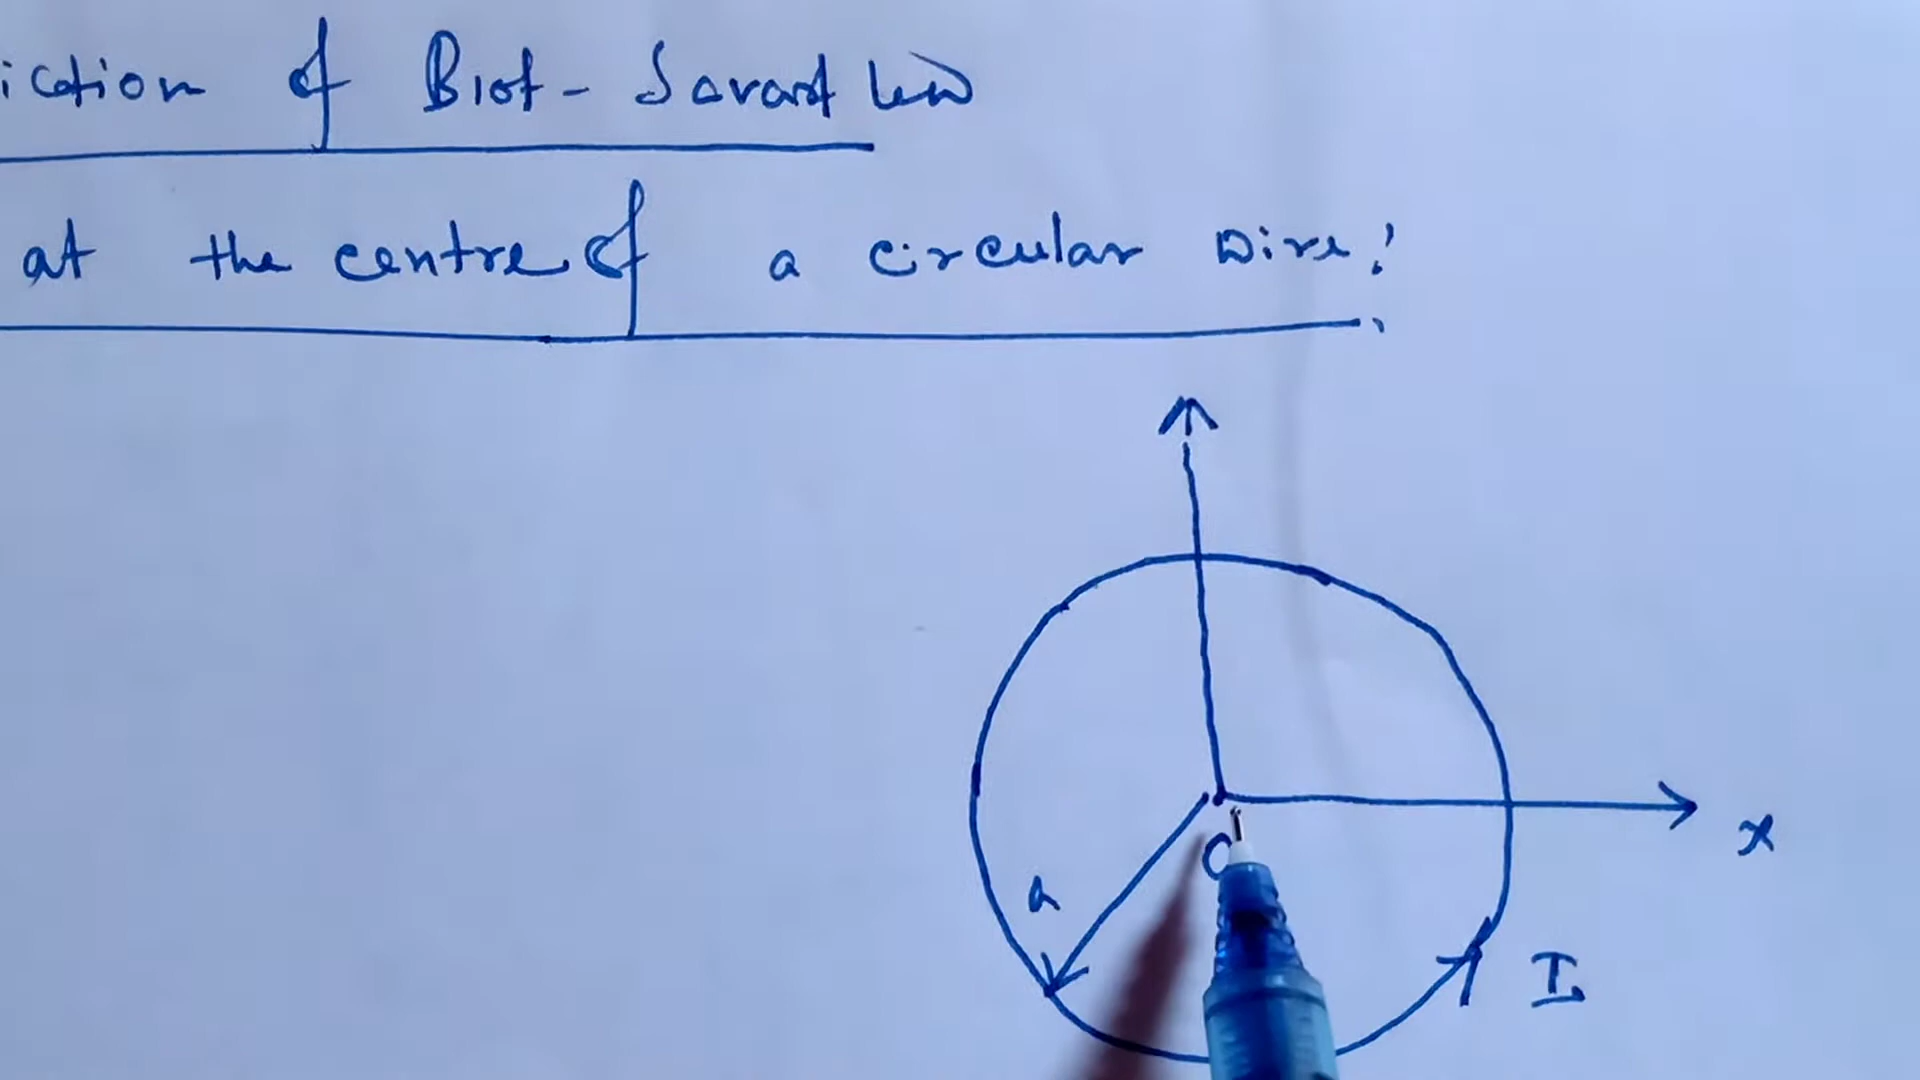 ication of Biot - Savart law
at the centre of a circular wire:
x
O
a
I